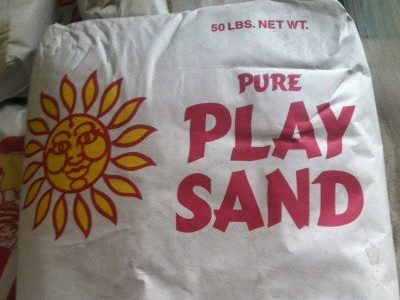 50 LBS. NET WT.
PURE
PLAY
SAND